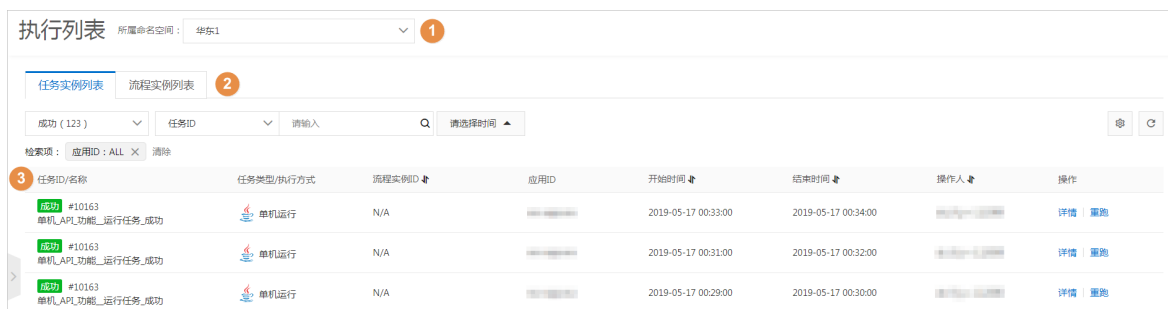 执行列表 所属命名空间： 华东1 1
任务实例列表 流程实例列表 2
成功 ( 123 ) 任务ID 请输入 请选择时间
检索项： 应用ID：ALL 清除
3 任务ID/名称 任务类型/执行方式 流程实例ID 应用ID 开始时间 结束时间 操作人 操作
成功 #10163
单机_API_功能__运行任务_成功 单机运行 N/A 2019-05-17 00:33:00 2019-05-17 00:34:00 详情 重跑
成功 #10163
单机_API_功能__运行任务_成功 单机运行 N/A 2019-05-17 00:31:00 2019-05-17 00:32:00 详情 重跑
成功 #10163
单机_API_功能__运行任务_成功 单机运行 N/A 2019-05-17 00:29:00 2019-05-17 00:30:00 详情 重跑